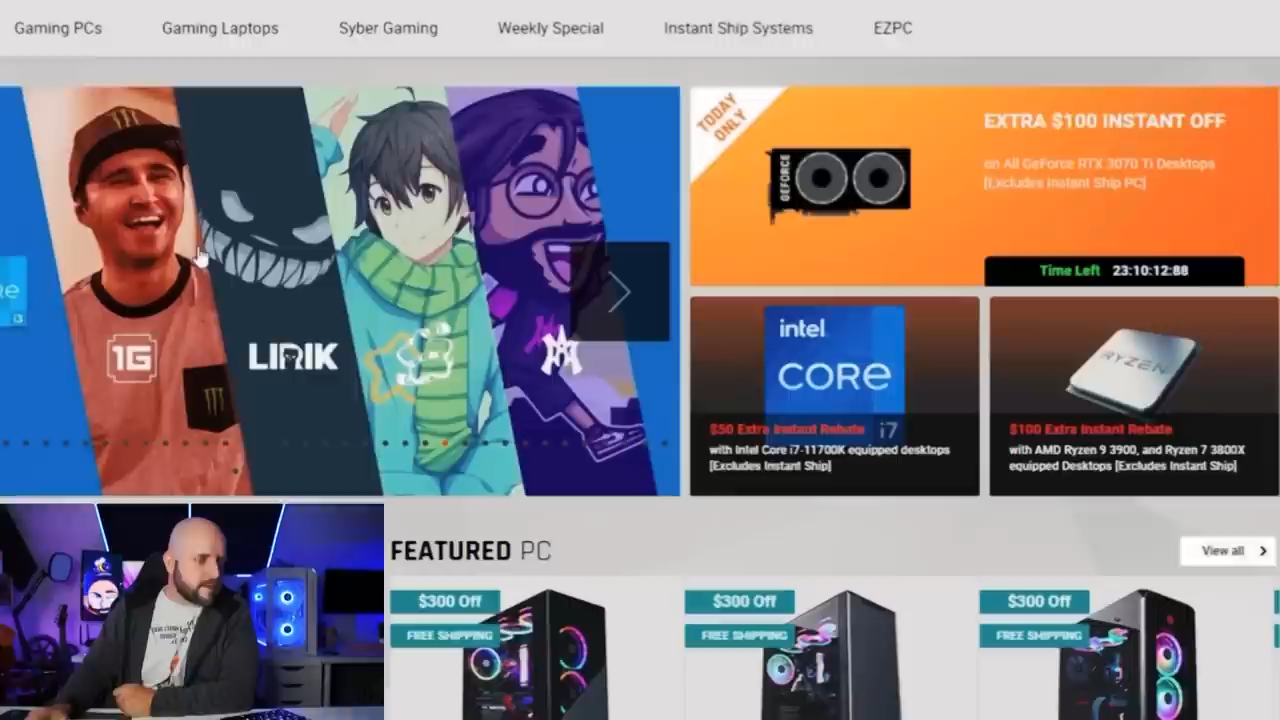 Gaming PCs
Gaming Laptops
Syber Gaming
Weekly Special
Instant Ship Systems
EZPC
1G
LIRIK
TODAY
ONLY
GEFORCE
EXTRA $100 INSTANT OFF
on All GeForce RTX 3070 Ti Desktops
[Excludes Instant Ship PC]
Time Left 23:10:12:88
intel
CORE
i7
$50 Extra Instant Rebate
with Intel Core i7-11700K equipped desktops
[Excludes Instant Ship]
RYZEN
$100 Extra Instant Rebate
with AMD Ryzen 9 3900, and Ryzen 7 3800X
equipped Desktops [Excludes Instant Ship]
i3
FEATURED PC
View all
$300 Off
FREE SHIPPING
$300 Off
FREE SHIPPING
$300 Off
FREE SHIPPING